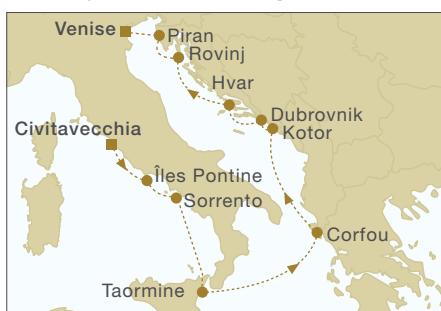 Venise
Piran
Rovinj
Hvar
Dubrovnik
Kotor
Civitavecchia
Îles Pontine
Sorrento
Corfou
Taormine